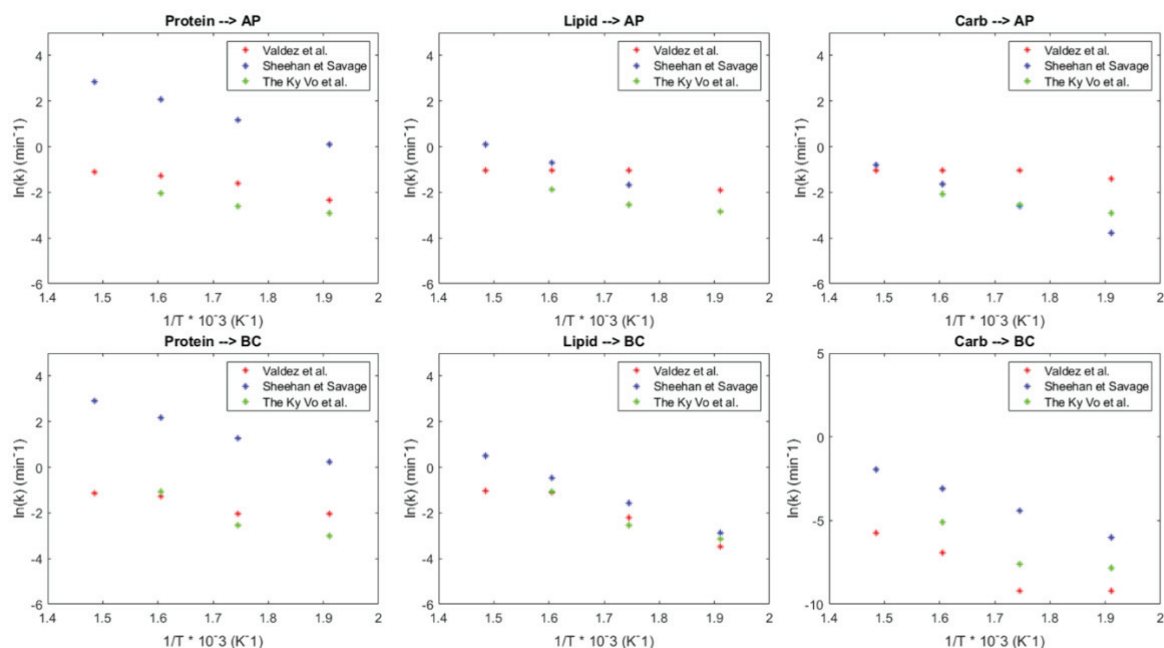 Protein --> AP
4
2
0
-2
-4
-6
ln(k) (min^-1)
Valdez et al.
Sheehan et Savage
The Ky Vo et al.
1.4 1.5 1.6 1.7 1.8 1.9 2
1/T * 10^-3 (K^-1)
Lipid --> AP
4
2
0
-2
-4
-6
ln(k) (min^-1)
Valdez et al.
Sheehan et Savage
The Ky Vo et al.
1.4 1.5 1.6 1.7 1.8 1.9 2
1/T * 10^-3 (K^-1)
Carb --> AP
4
2
0
-2
-4
-6
ln(k) (min^-1)
Valdez et al.
Sheehan et Savage
The Ky Vo et al.
1.4 1.5 1.6 1.7 1.8 1.9 2
1/T * 10^-3 (K^-1)
Protein --> BC
4
2
0
-2
-4
-6
ln(k) (min^-1)
Valdez et al.
Sheehan et Savage
The Ky Vo et al.
1.4 1.5 1.6 1.7 1.8 1.9 2
1/T * 10^-3 (K^-1)
Lipid --> BC
4
2
0
-2
-4
-6
ln(k) (min^-1)
Valdez et al.
Sheehan et Savage
The Ky Vo et al.
1.4 1.5 1.6 1.7 1.8 1.9 2
1/T * 10^-3 (K^-1)
Carb --> BC
5
0
-5
-10
ln(k) (min^-1)
Valdez et al.
Sheehan et Savage
The Ky Vo et al.
1.4 1.5 1.6 1.7 1.8 1.9 2
1/T * 10^-3 (K^-1)